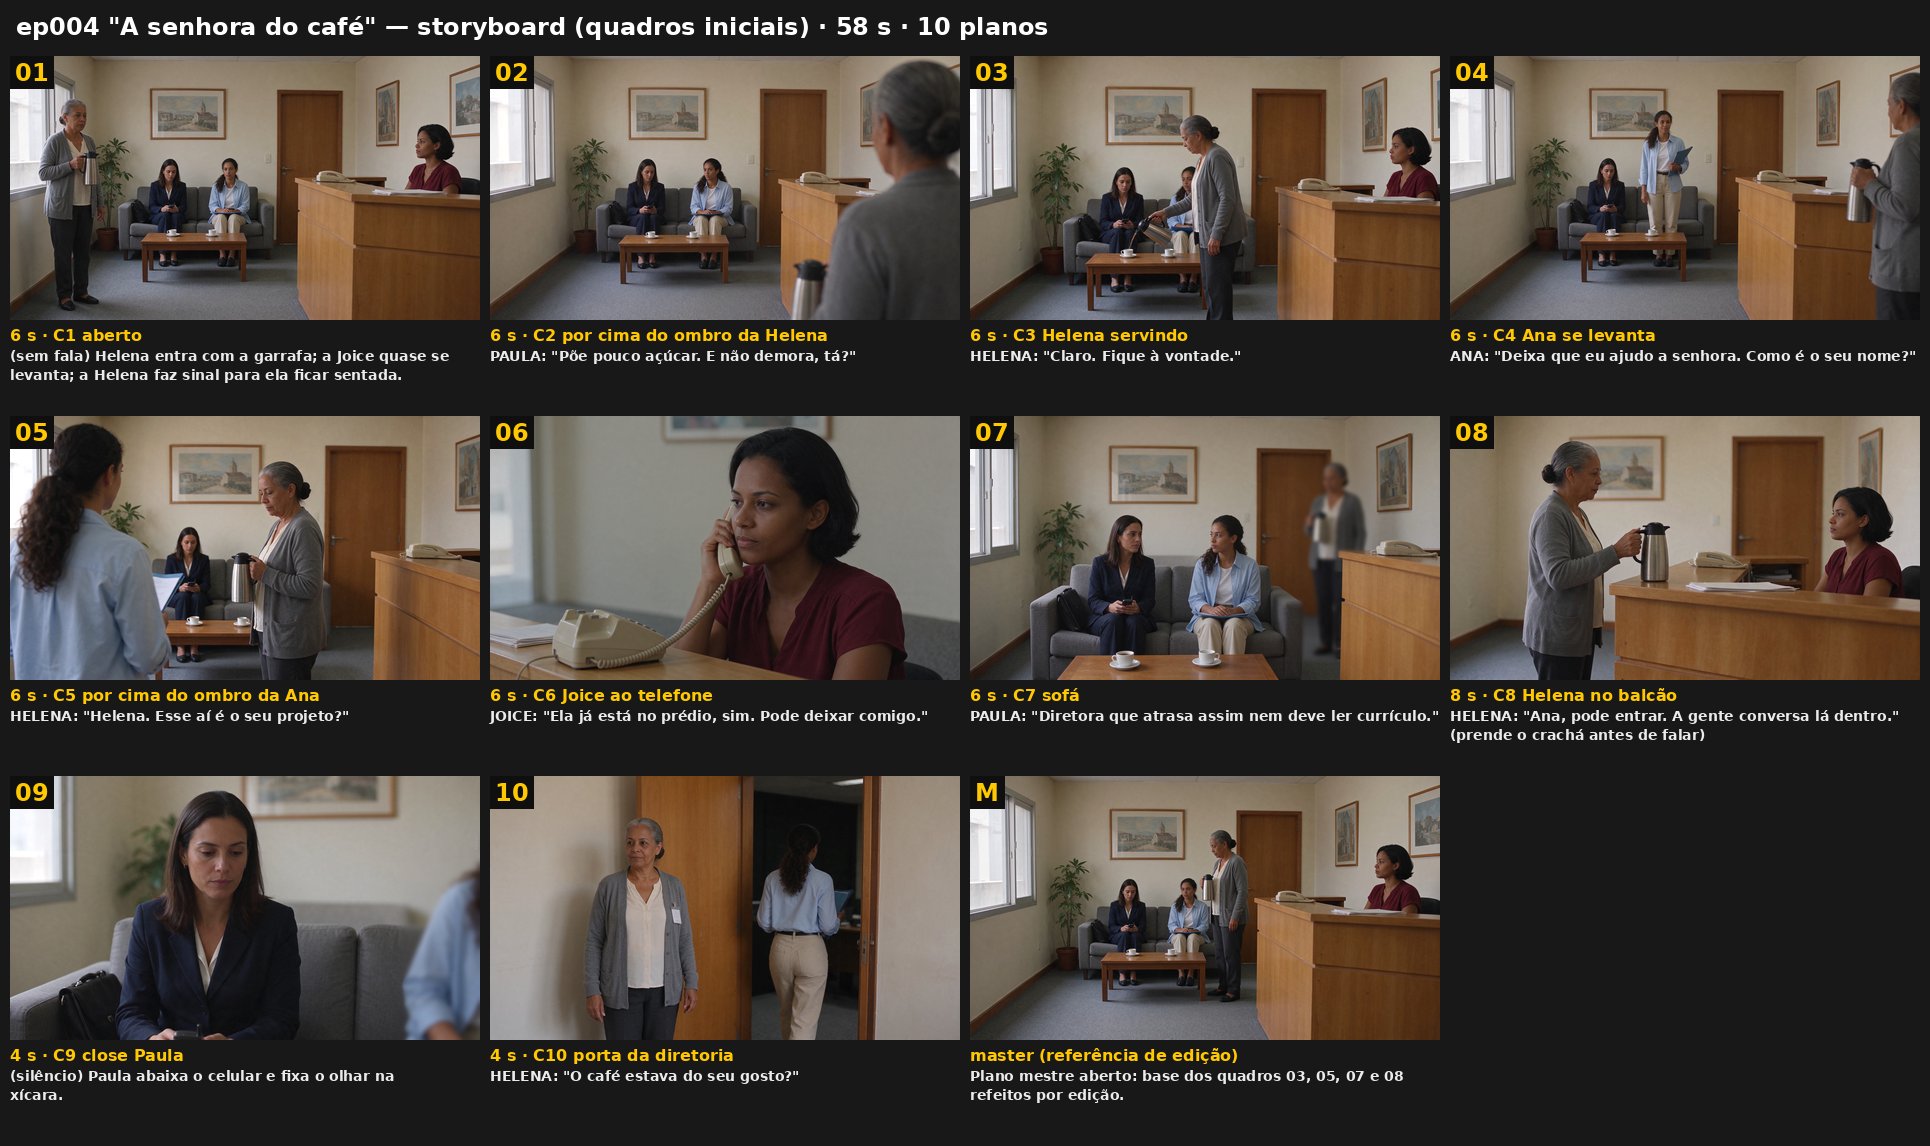 ep004 "A senhora do café" — storyboard (quadros iniciais) · 58 s · 10 planos
01
02
03
04
6 s · C1 aberto
(sem fala) Helena entra com a garrafa; a Joice quase se
levanta; a Helena faz sinal para ela ficar sentada.
6 s · C2 por cima do ombro da Helena
PAULA: "Põe pouco açúcar. E não demora, tá?"
6 s · C3 Helena servindo
HELENA: "Claro. Fique à vontade."
6 s · C4 Ana se levanta
ANA: "Deixa que eu ajudo a senhora. Como é o seu nome?"
05
06
07
08
6 s · C5 por cima do ombro da Ana
HELENA: "Helena. Esse aí é o seu projeto?"
6 s · C6 Joice ao telefone
JOICE: "Ela já está no prédio, sim. Pode deixar comigo."
6 s · C7 sofá
PAULA: "Diretora que atrasa assim nem deve ler currículo."
8 s · C8 Helena no balcão
HELENA: "Ana, pode entrar. A gente conversa lá dentro."
(prende o crachá antes de falar)
09
10
M
4 s · C9 close Paula
(silêncio) Paula abaixa o celular e fixa o olhar na
xícara.
4 s · C10 porta da diretoria
HELENA: "O café estava do seu gosto?"
master (referência de edição)
Plano mestre aberto: base dos quadros 03, 05, 07 e 08
refeitos por edição.